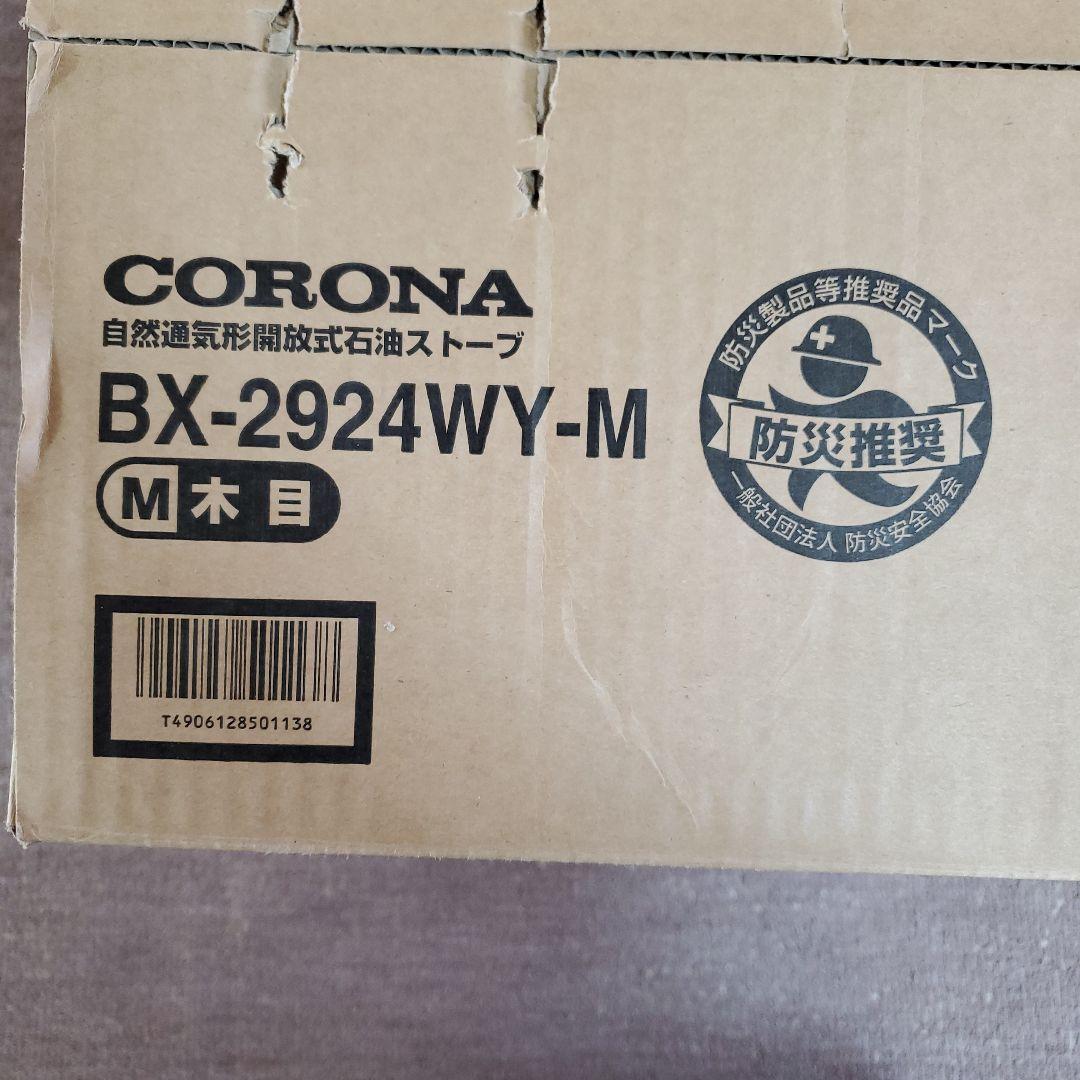 CORONA
自然通気形開放式石油ストーブ
BX-2924WY-M
M木目
T4906128501138
防災製品等推奨品マーク
防災推奨
一般社団法人 防災安全協会